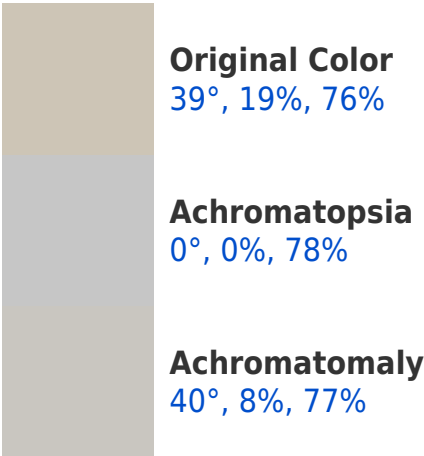 Original Color
39°, 19%, 76%
Achromatopsia
0°, 0%, 78%
Achromatomaly
40°, 8%, 77%